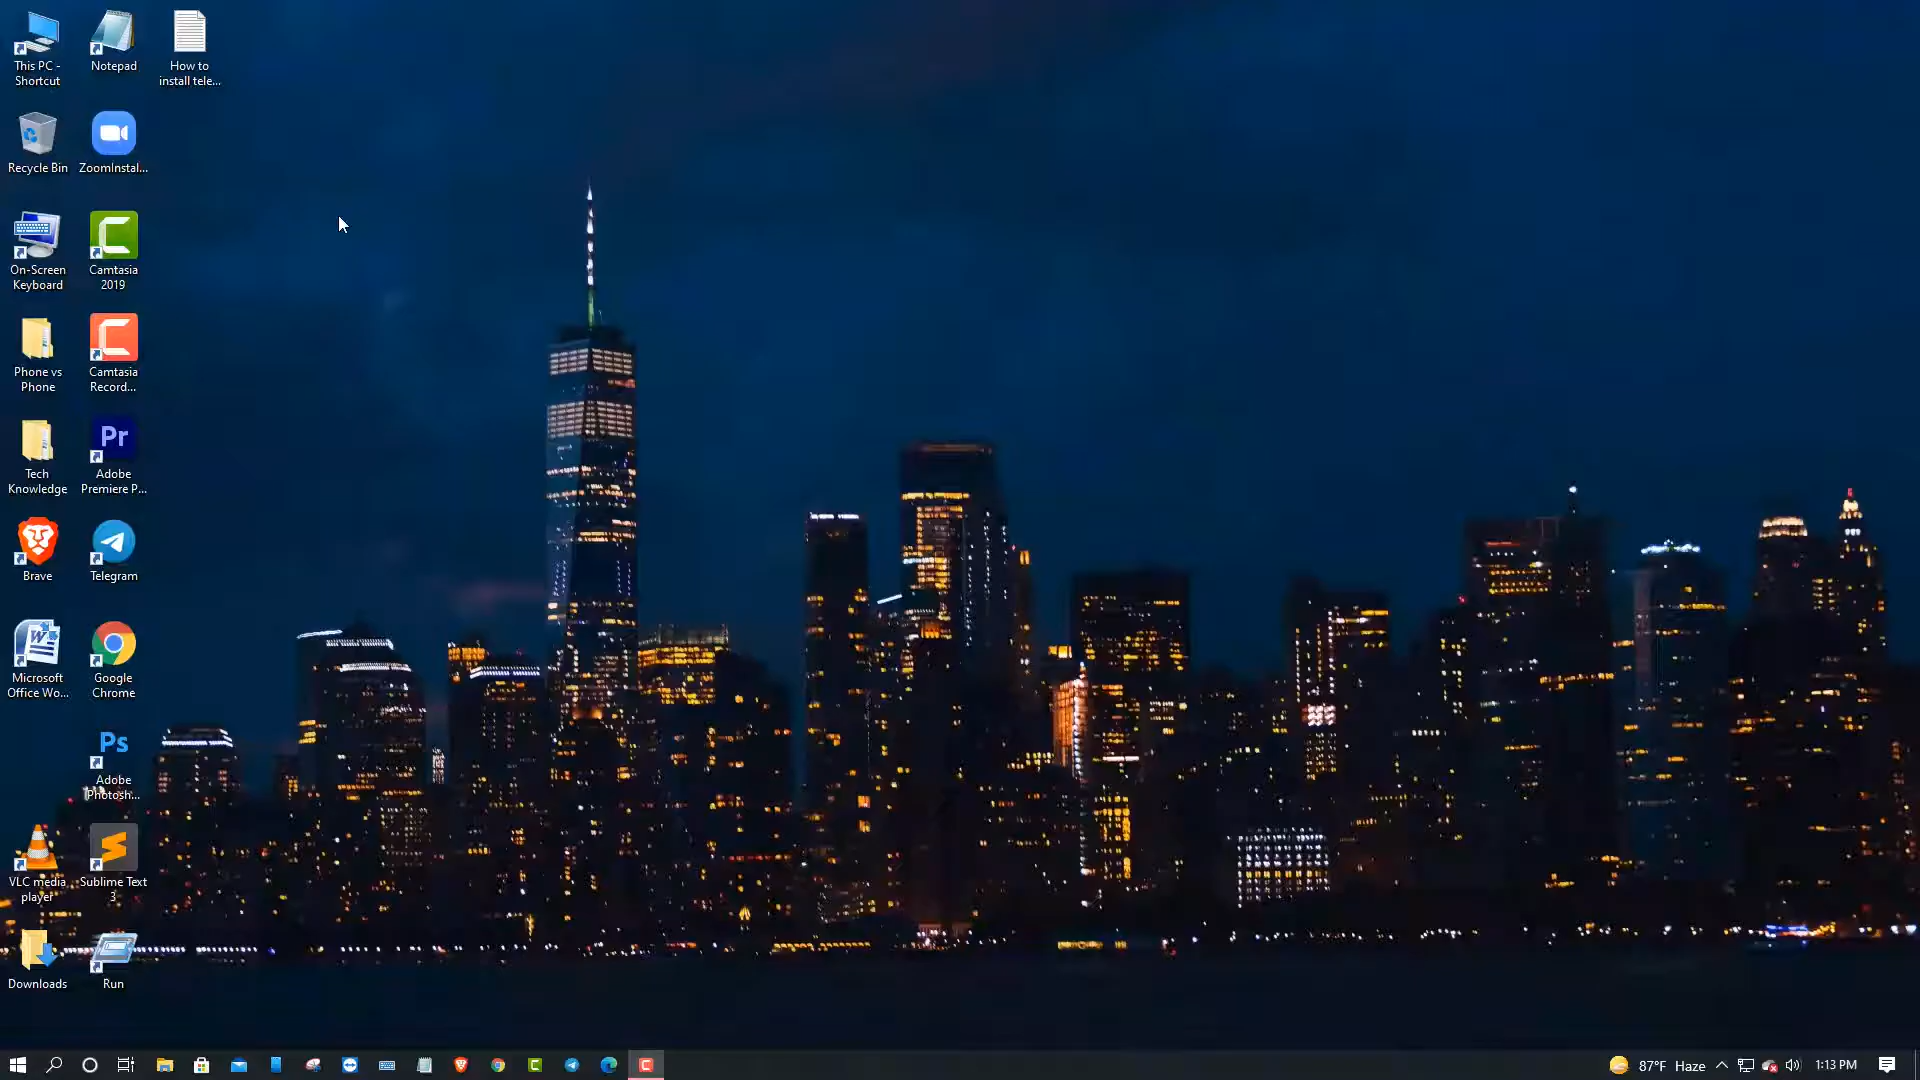 This PC -
Shortcut
Notepad
How to
install tele...
Recycle Bin
ZoomInstal...
On-Screen
Keyboard
Camtasia
2019
Phone vs
Phone
Camtasia
Record...
Tech
Knowledge
Pr
Adobe
Premiere P...
Brave
Telegram
Microsoft
Office Wo...
Google
Chrome
Ps
Adobe
Photosh...
VLC media
player
Sublime Text
3
Downloads
Run
87°F Haze
1:13 PM